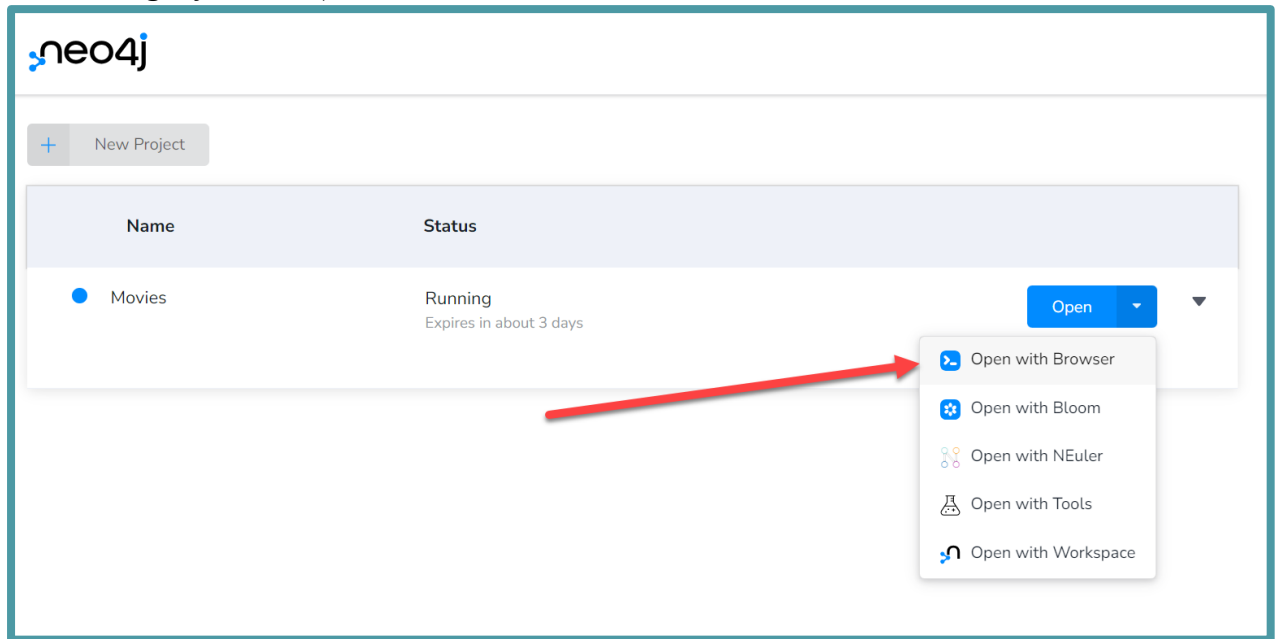 neo4j
+ New Project
Name Status
Movies Running Open
Expires in about 3 days
Open with Browser
Open with Bloom
Open with NEuler
Open with Tools
Open with Workspace